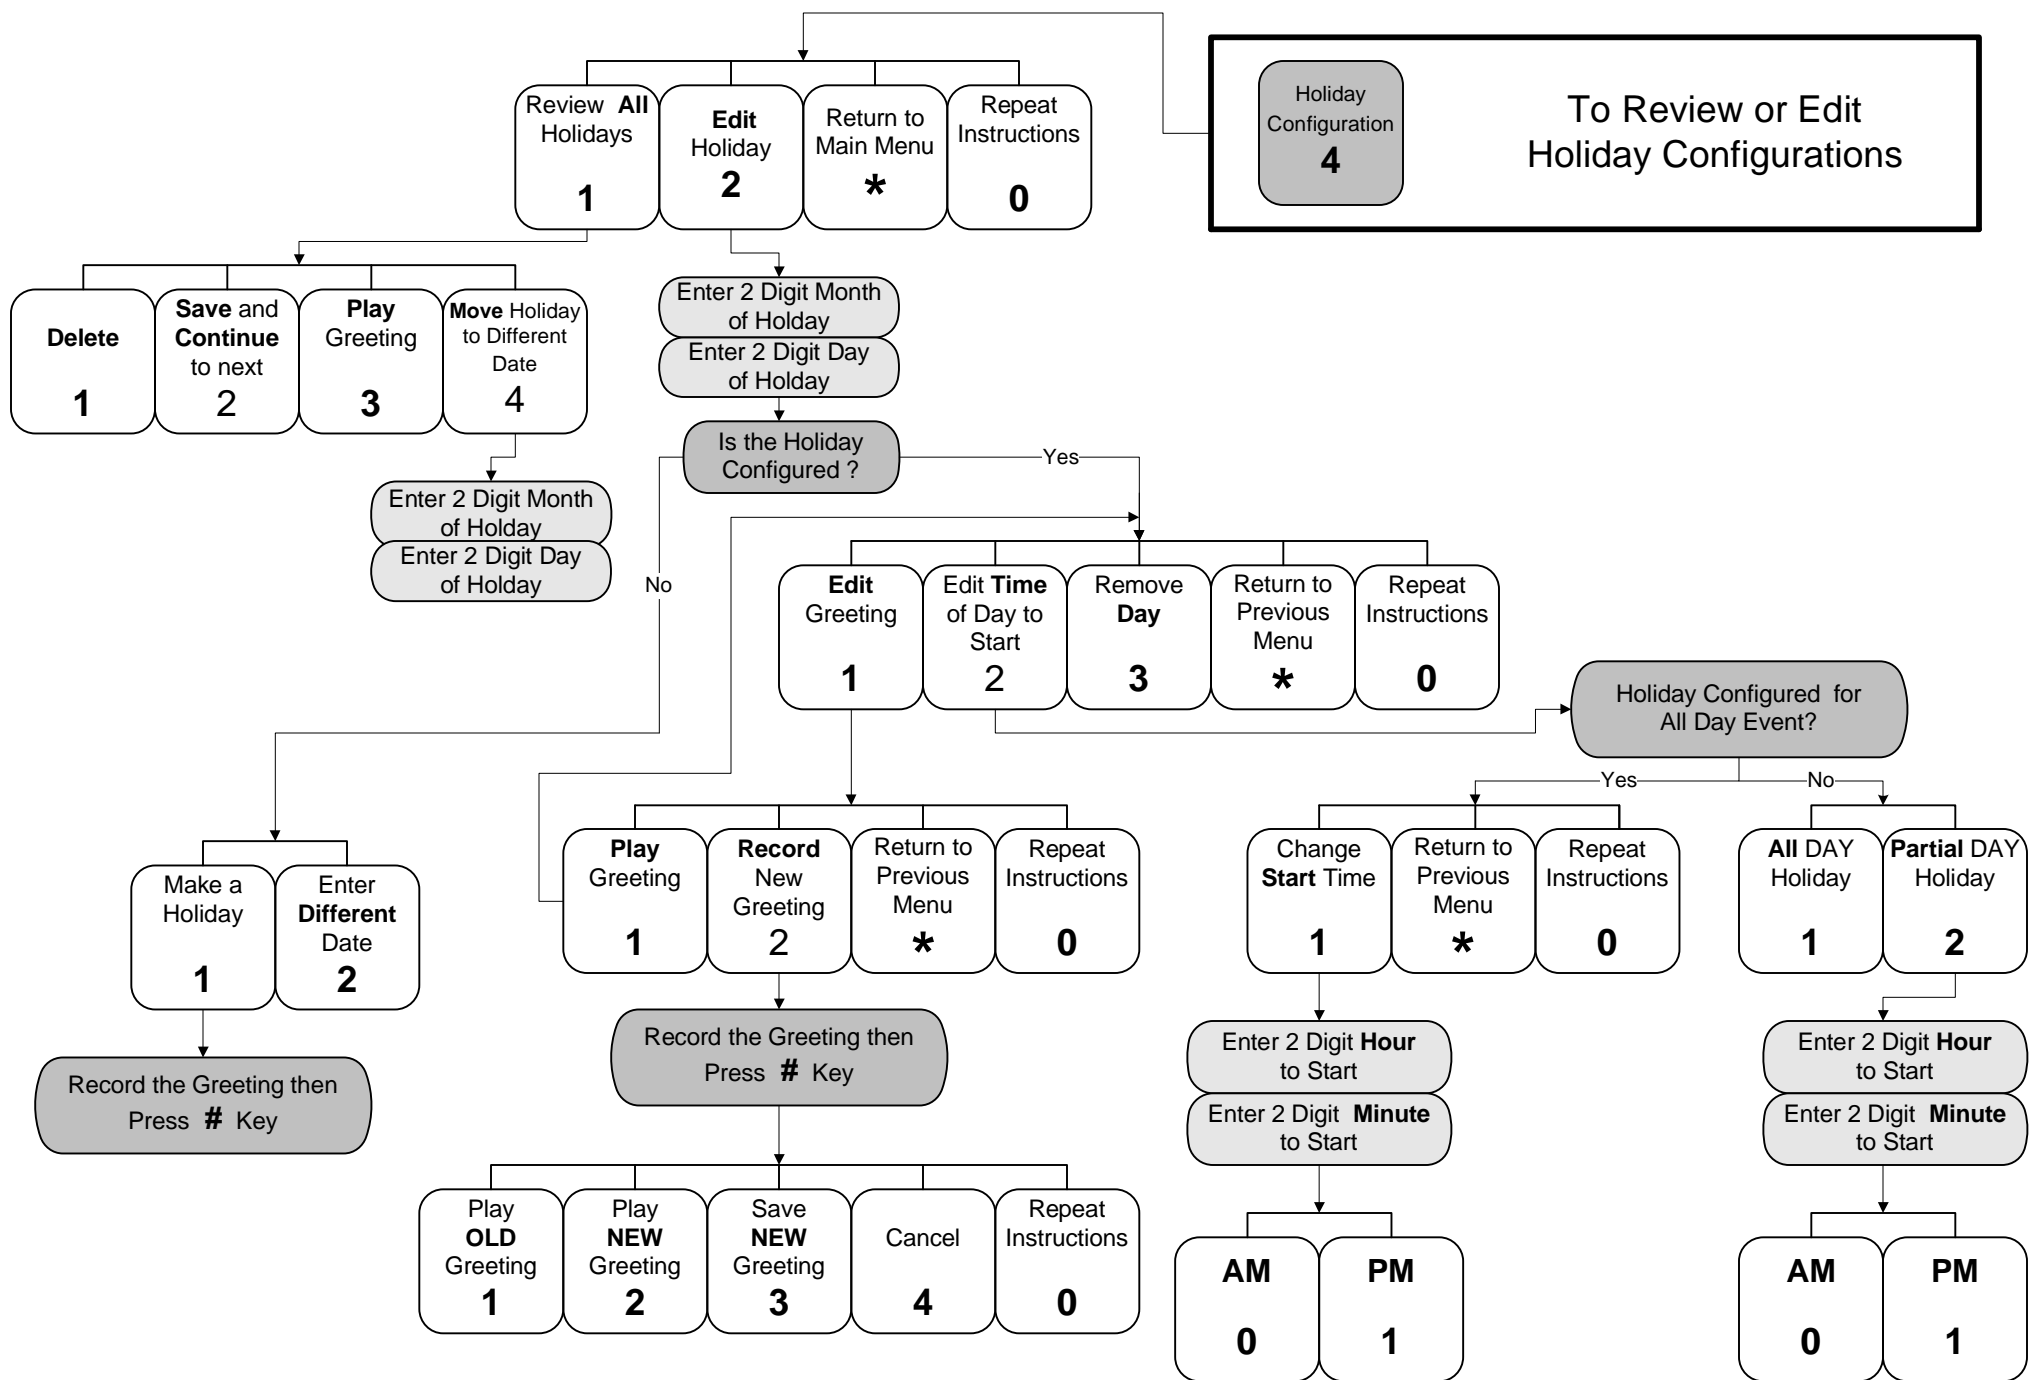 Holiday
Configuration
4
To Review or Edit
Holiday Configurations
Review All
Holidays
1
Edit
Holiday
2
Return to
Main Menu
*
Repeat
Instructions
0
Delete
1
Save and
Continue
to next
2
Play
Greeting
3
Move Holiday
to Different
Date
4
Enter 2 Digit Month
of Holday
Enter 2 Digit Day
of Holday
Enter 2 Digit Month
of Holday
Enter 2 Digit Day
of Holday
Is the Holiday
Configured ?
Yes
No
Edit
Greeting
1
Edit Time
of Day to
Start
2
Remove
Day
3
Return to
Previous
Menu
*
Repeat
Instructions
0
Holiday Configured for
All Day Event?
Yes
No
Make a
Holiday
1
Enter
Different
Date
2
Record the Greeting then
Press # Key
Play
Greeting
1
Record
New
Greeting
2
Return to
Previous
Menu
*
Repeat
Instructions
0
Record the Greeting then
Press # Key
Play
OLD
Greeting
1
Play
NEW
Greeting
2
Save
NEW
Greeting
3
Cancel
4
Repeat
Instructions
0
Change
Start Time
1
Return to
Previous
Menu
*
Repeat
Instructions
0
Enter 2 Digit Hour
to Start
Enter 2 Digit Minute
to Start
AM
0
PM
1
All DAY
Holiday
1
Partial DAY
Holiday
2
Enter 2 Digit Hour
to Start
Enter 2 Digit Minute
to Start
AM
0
PM
1